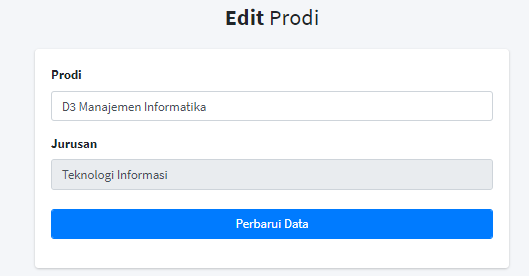 Edit Prodi
Prodi
D3 Manajemen Informatika
Jurusan
Teknologi Informasi
Perbarui Data